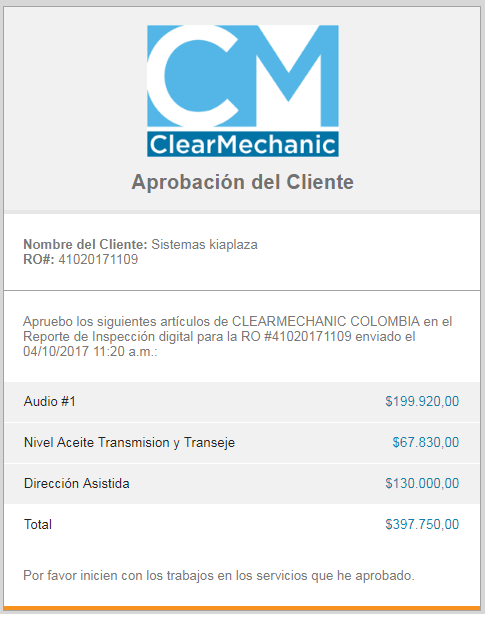 CM
ClearMechanic
Aprobación del Cliente
Nombre del Cliente: Sistemas kiaplaza
RO#: 41020171109
Apruebo los siguientes artículos de CLEARMECHANIC COLOMBIA en el
Reporte de Inspección digital para la RO #41020171109 enviado el
04/10/2017 11:20 a.m.:
Audio #1 $199.920,00
Nivel Aceite Transmision y Transeje $67.830,00
Dirección Asistida $130.000,00
Total $397.750,00
Por favor inicien con los trabajos en los servicios que he aprobado.